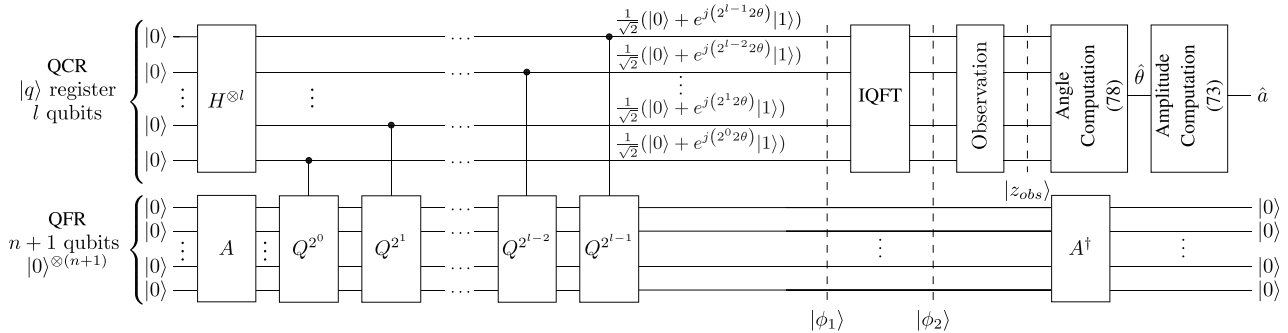 QCR
|q⟩ register
l qubits
|0⟩
|0⟩
⋮
|0⟩
|0⟩
H^{⊗l}
⋮
...
...
...
...
1/√2(|0⟩ + e^{j(2^{l−1}2θ)}|1⟩)
1/√2(|0⟩ + e^{j(2^{l−2}2θ)}|1⟩)
⋮
1/√2(|0⟩ + e^{j(2^1 2θ)}|1⟩)
1/√2(|0⟩ + e^{j(2^0 2θ)}|1⟩)
IQFT
Observation
Angle
Computation
(78)
θ̂
Amplitude
Computation
(73)
â
|z_{obs}⟩
QFR
n + 1 qubits
|0⟩^{⊗(n+1)}
|0⟩
|0⟩
⋮
|0⟩
|0⟩
A
⋮
Q^{2^0}
Q^{2^1}
...
...
...
...
Q^{2^{l−2}}
Q^{2^{l−1}}
⋮
A^†
⋮
|0⟩
|0⟩
|0⟩
|0⟩
|ϕ_1⟩
|ϕ_2⟩